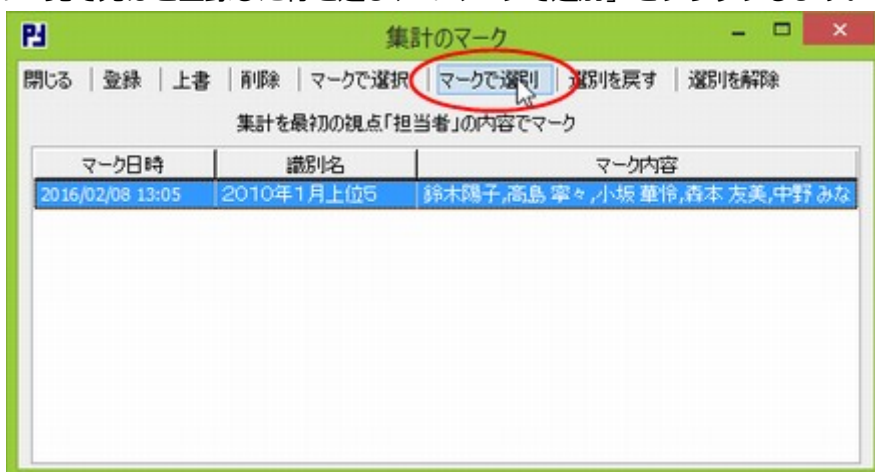 集計のマーク
閉じる | 登録 | 上書 | 削除 | マークで選択 | マークで選別 | 選別を戻す | 選別を解除
集計を最初の視点「担当者」の内容でマーク
マーク日時 識別名 マーク内容
2016/02/08 13:05 2010年1月上位5 鈴木陽子,高島 寧々,小坂 華怜,森本 友美,中野 みな